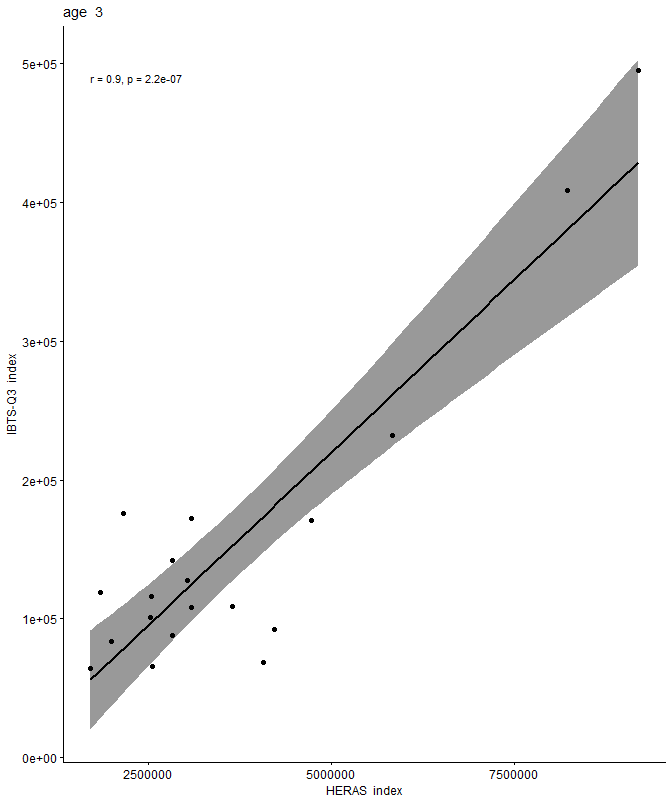 age 3
r = 0.9, p = 2.2e-07
5e+05
4e+05
3e+05
2e+05
1e+05
0e+00
IBTS-Q3 index
2500000 5000000 7500000
HERAS index